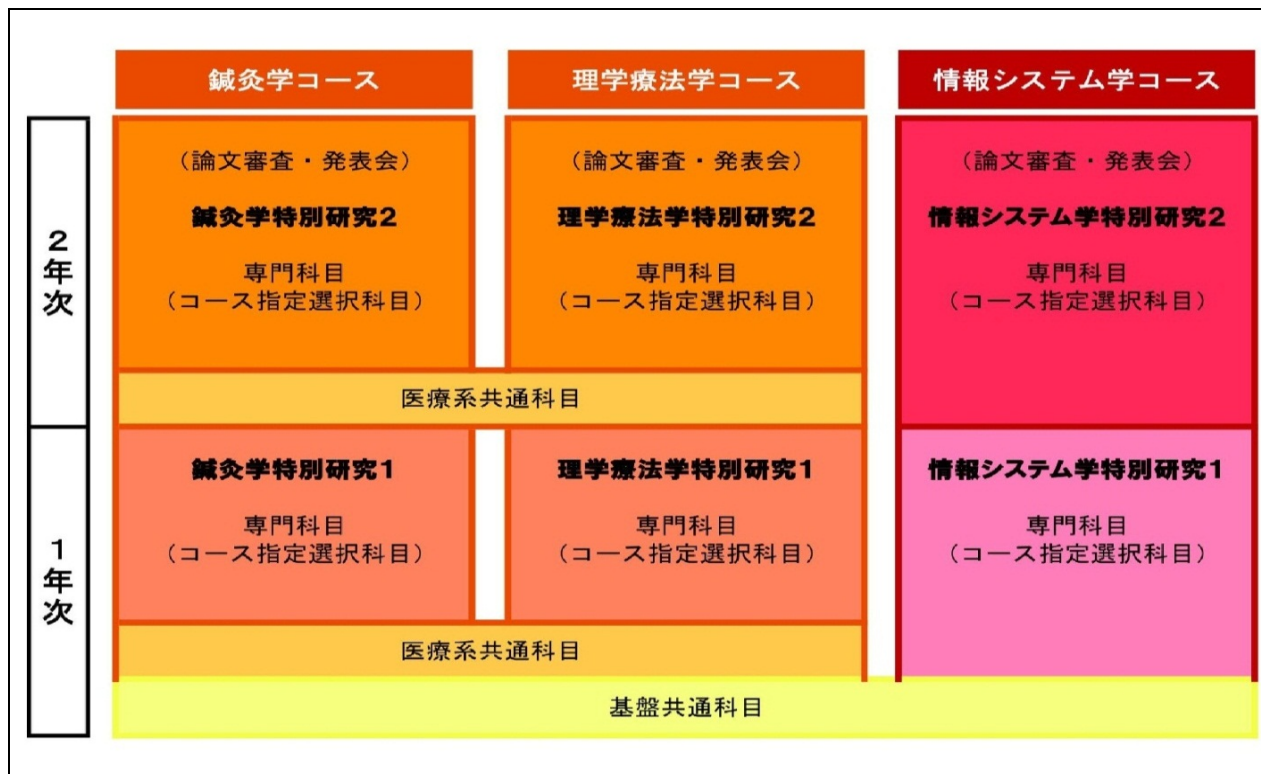 鍼灸学コース
理学療法学コース
情報システム学コース
2年次
(論文審査・発表会)
鍼灸学特別研究2
専門科目
(コース指定選択科目)
(論文審査・発表会)
理学療法学特別研究2
専門科目
(コース指定選択科目)
(論文審査・発表会)
情報システム学特別研究2
専門科目
(コース指定選択科目)
医療系共通科目
1年次
鍼灸学特別研究1
専門科目
(コース指定選択科目)
理学療法学特別研究1
専門科目
(コース指定選択科目)
情報システム学特別研究1
専門科目
(コース指定選択科目)
医療系共通科目
基盤共通科目